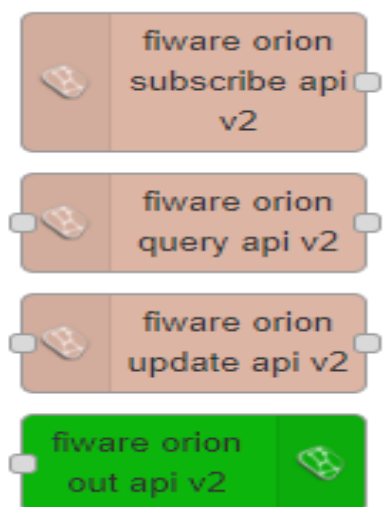 fiware orion
subscribe api
v2
fiware orion
query api v2
fiware orion
update api v2
fiware orion
out api v2